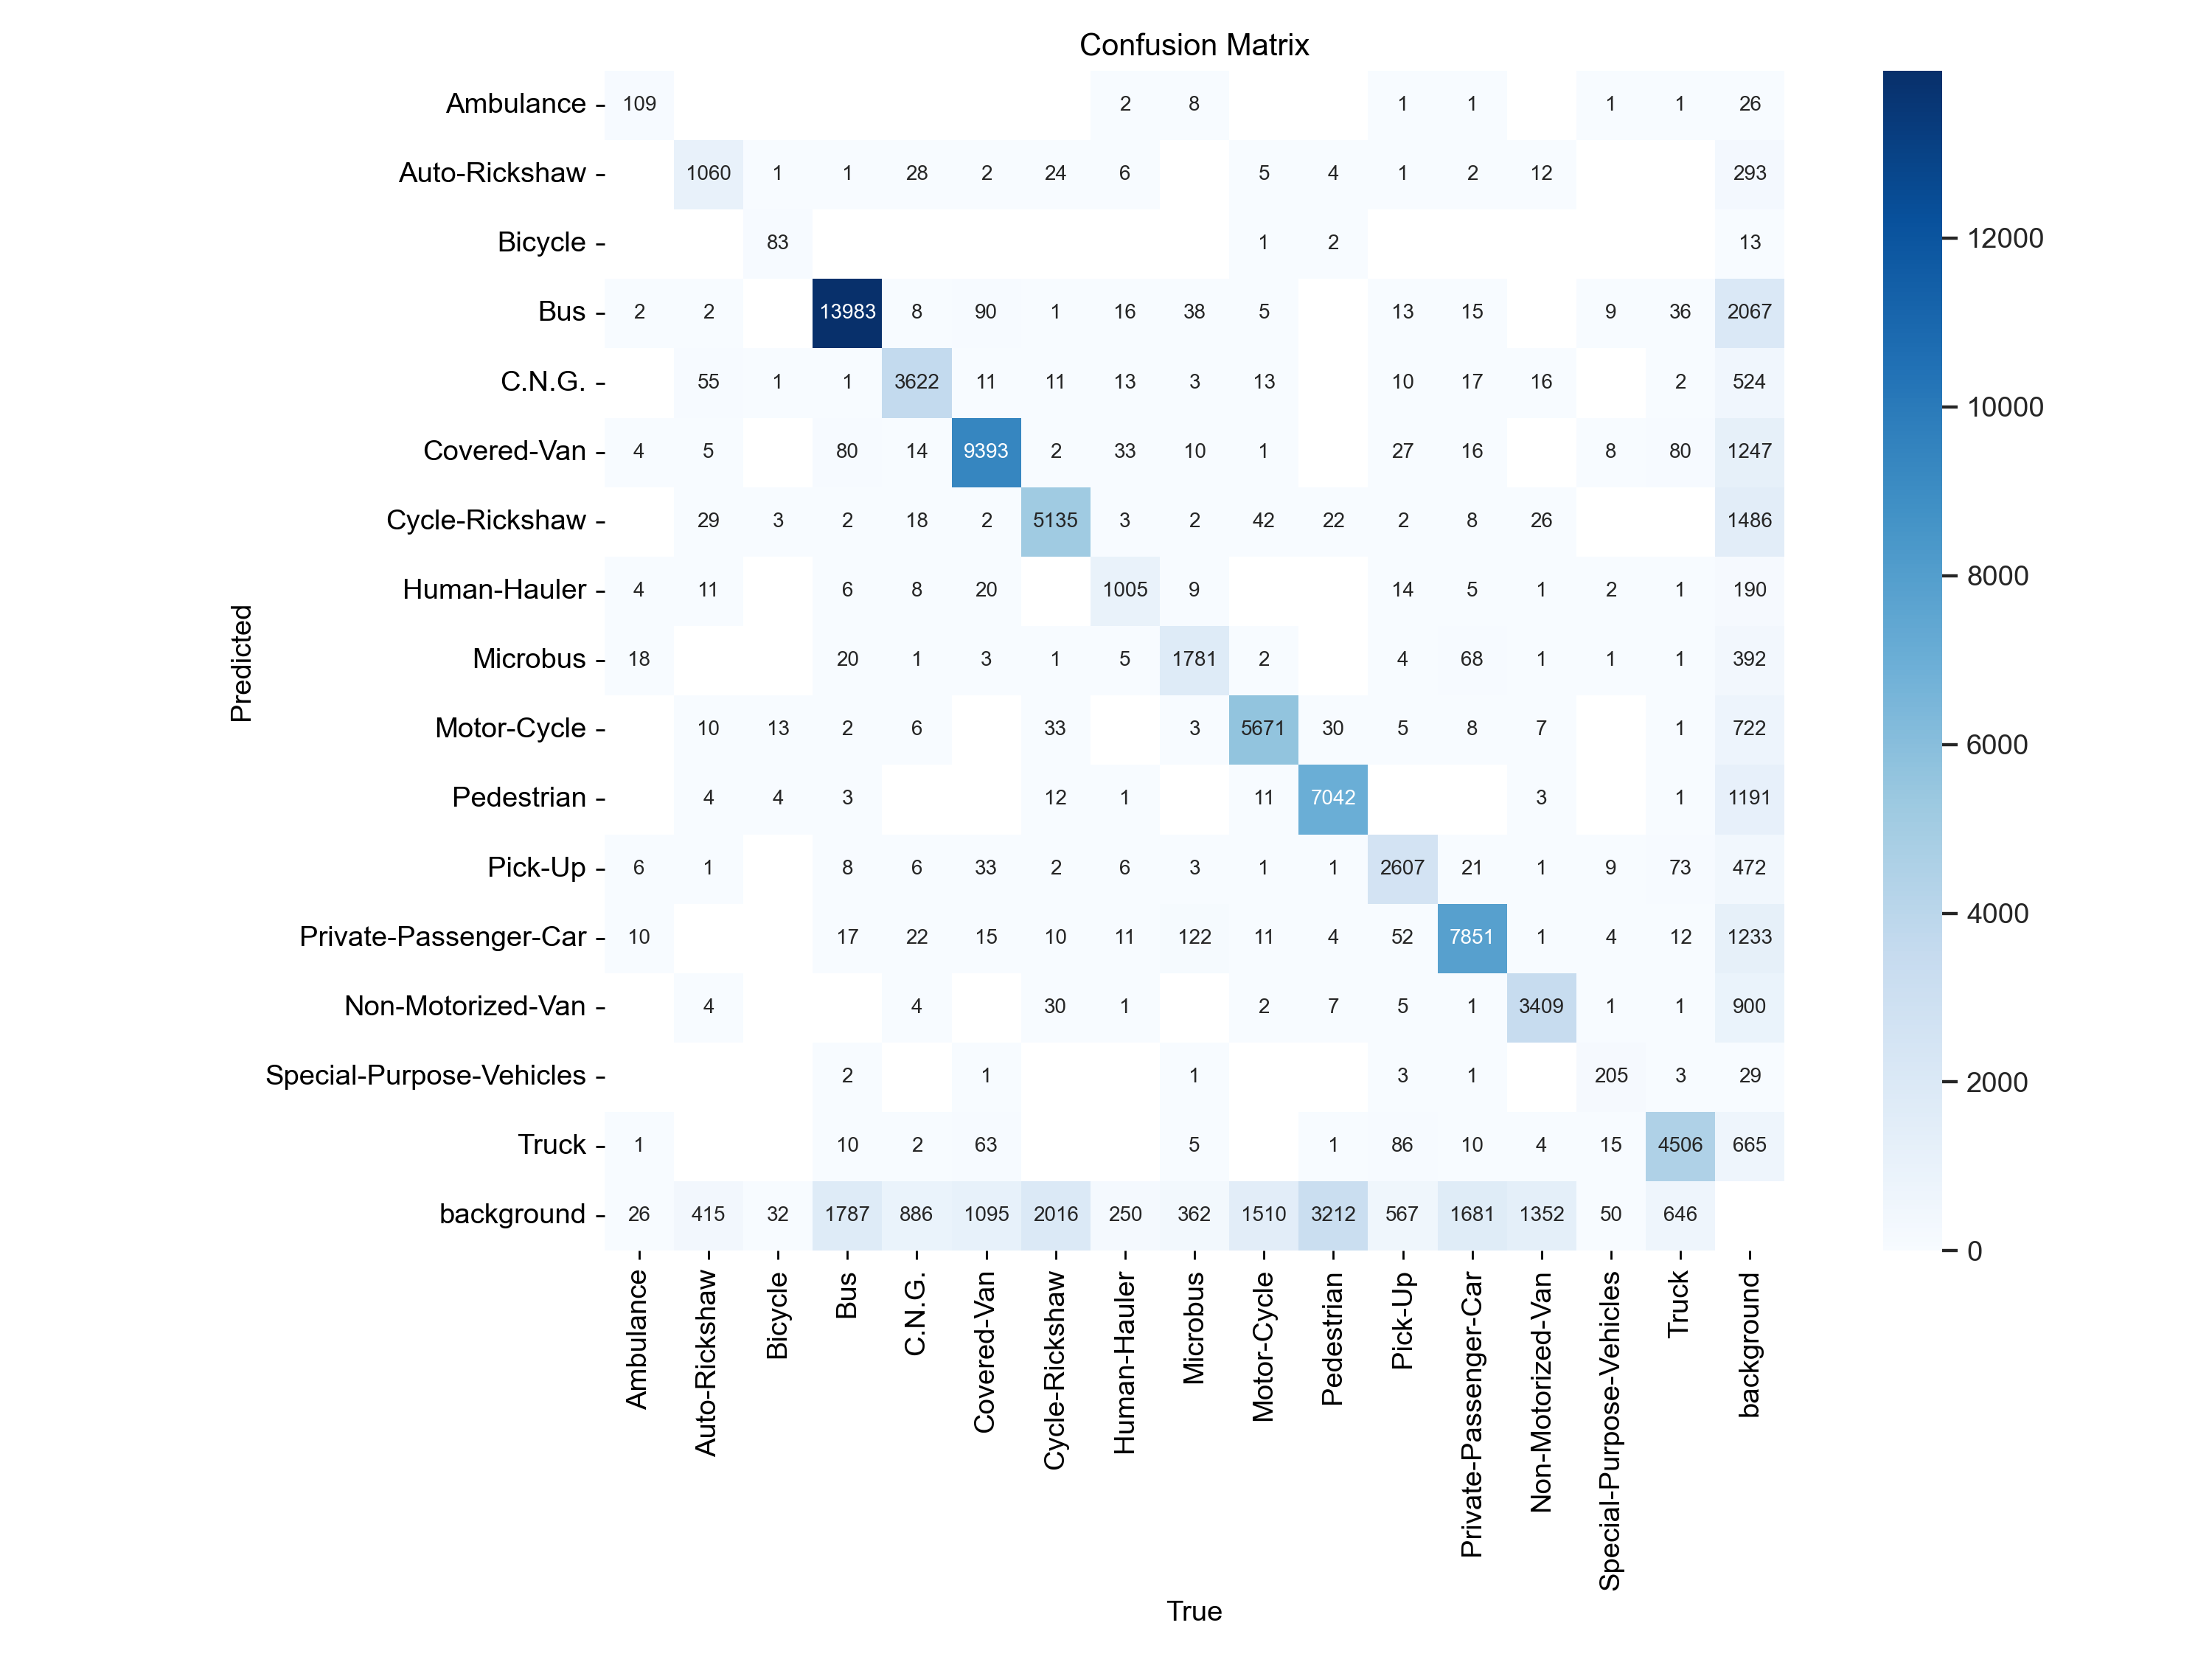 Confusion Matrix
Ambulance 109 2 8 1 1 1 1 26
Auto-Rickshaw 1060 1 1 28 2 24 6 5 4 1 2 12 293
Bicycle 83 1 2 13
Bus 2 2 13983 8 90 1 16 38 5 13 15 9 36 2067
C.N.G. 55 1 1 3622 11 11 13 3 13 10 17 16 2 524
Covered-Van 4 5 80 14 9393 2 33 10 1 27 16 8 80 1247
Cycle-Rickshaw 29 3 2 18 2 5135 3 2 42 22 2 8 26 1486
Human-Hauler 4 11 6 8 20 1005 9 14 5 1 2 1 190
Microbus 18 20 1 3 1 5 1781 2 4 68 1 1 1 392
Motor-Cycle 10 13 2 6 33 3 5671 30 5 8 7 1 722
Pedestrian 4 4 3 12 1 11 7042 3 1 1191
Pick-Up 6 1 8 6 33 2 6 3 1 1 2607 21 1 9 73 472
Private-Passenger-Car 10 17 22 15 10 11 122 11 4 52 7851 1 4 12 1233
Non-Motorized-Van 4 4 30 1 2 7 5 1 3409 1 1 900
Special-Purpose-Vehicles 2 1 1 3 1 205 3 29
Truck 1 10 2 63 5 1 86 10 4 15 4506 665
background 26 415 32 1787 886 1095 2016 250 362 1510 3212 567 1681 1352 50 646
Predicted
Ambulance
Auto-Rickshaw
Bicycle
Bus
C.N.G.
Covered-Van
Cycle-Rickshaw
Human-Hauler
Microbus
Motor-Cycle
Pedestrian
Pick-Up
Private-Passenger-Car
Non-Motorized-Van
Special-Purpose-Vehicles
Truck
background
True
12000
10000
8000
6000
4000
2000
0